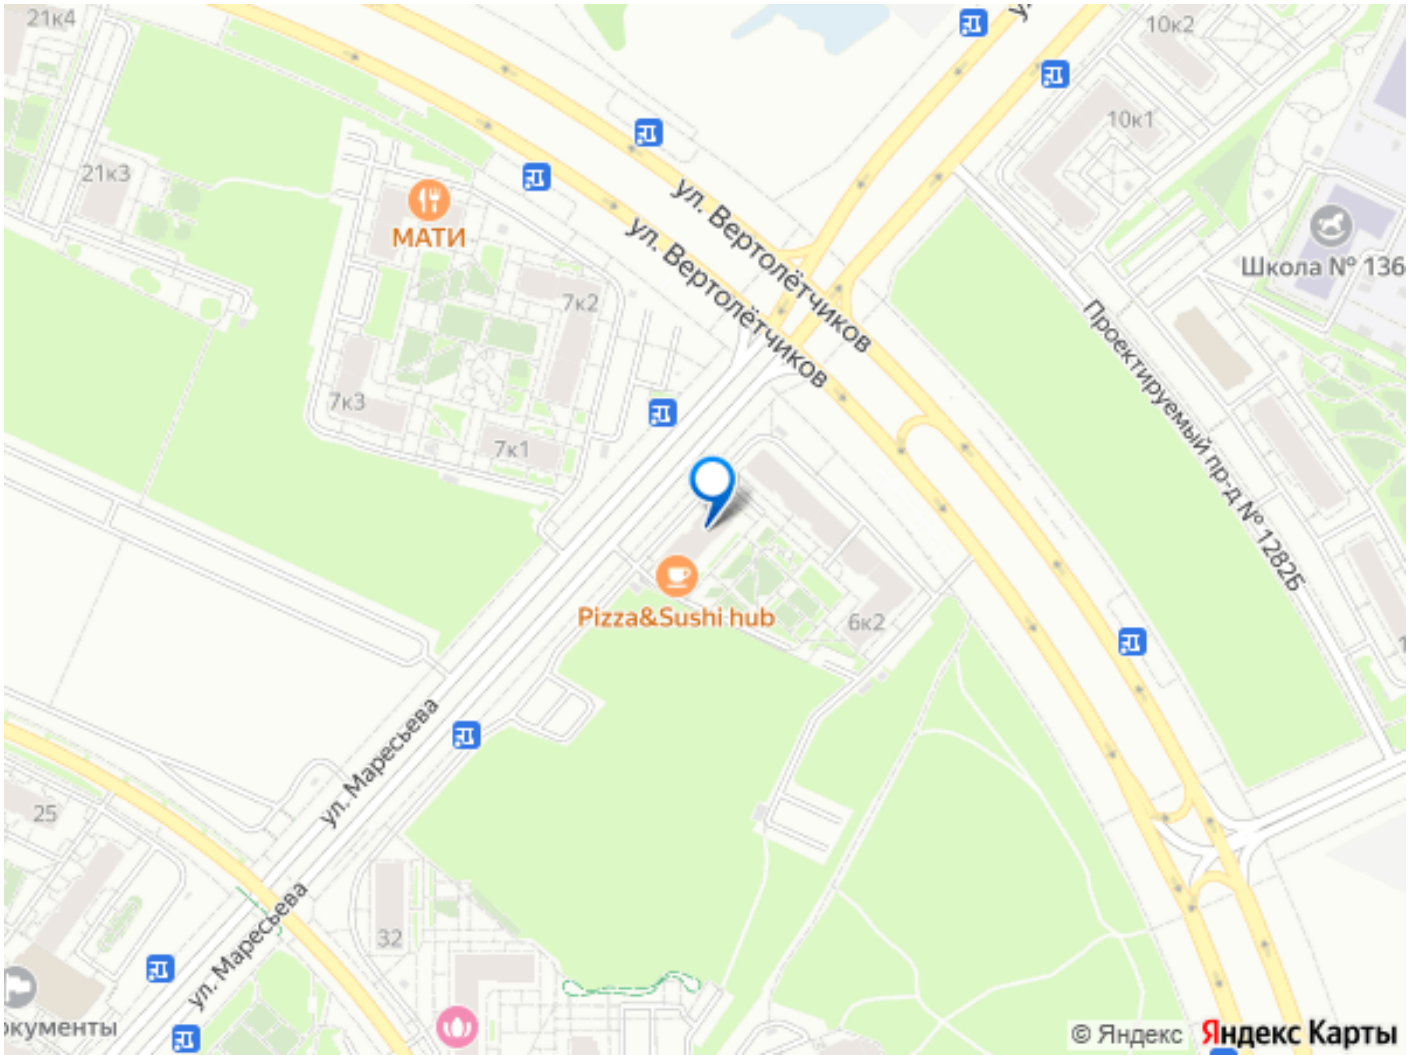 21к4
10к2
10к1
21к3
МАТИ
ул. Вертолётчиков
ул. Вертолётчиков
Школа № 136
7к2
Проектируемый пр-д № 1282Б
7к3
7к1
Pizza&Sushi hub
6к2
ул. Маресьева
25
ул. Маресьева
32
окументы
© Яндекс Яндекс Карты